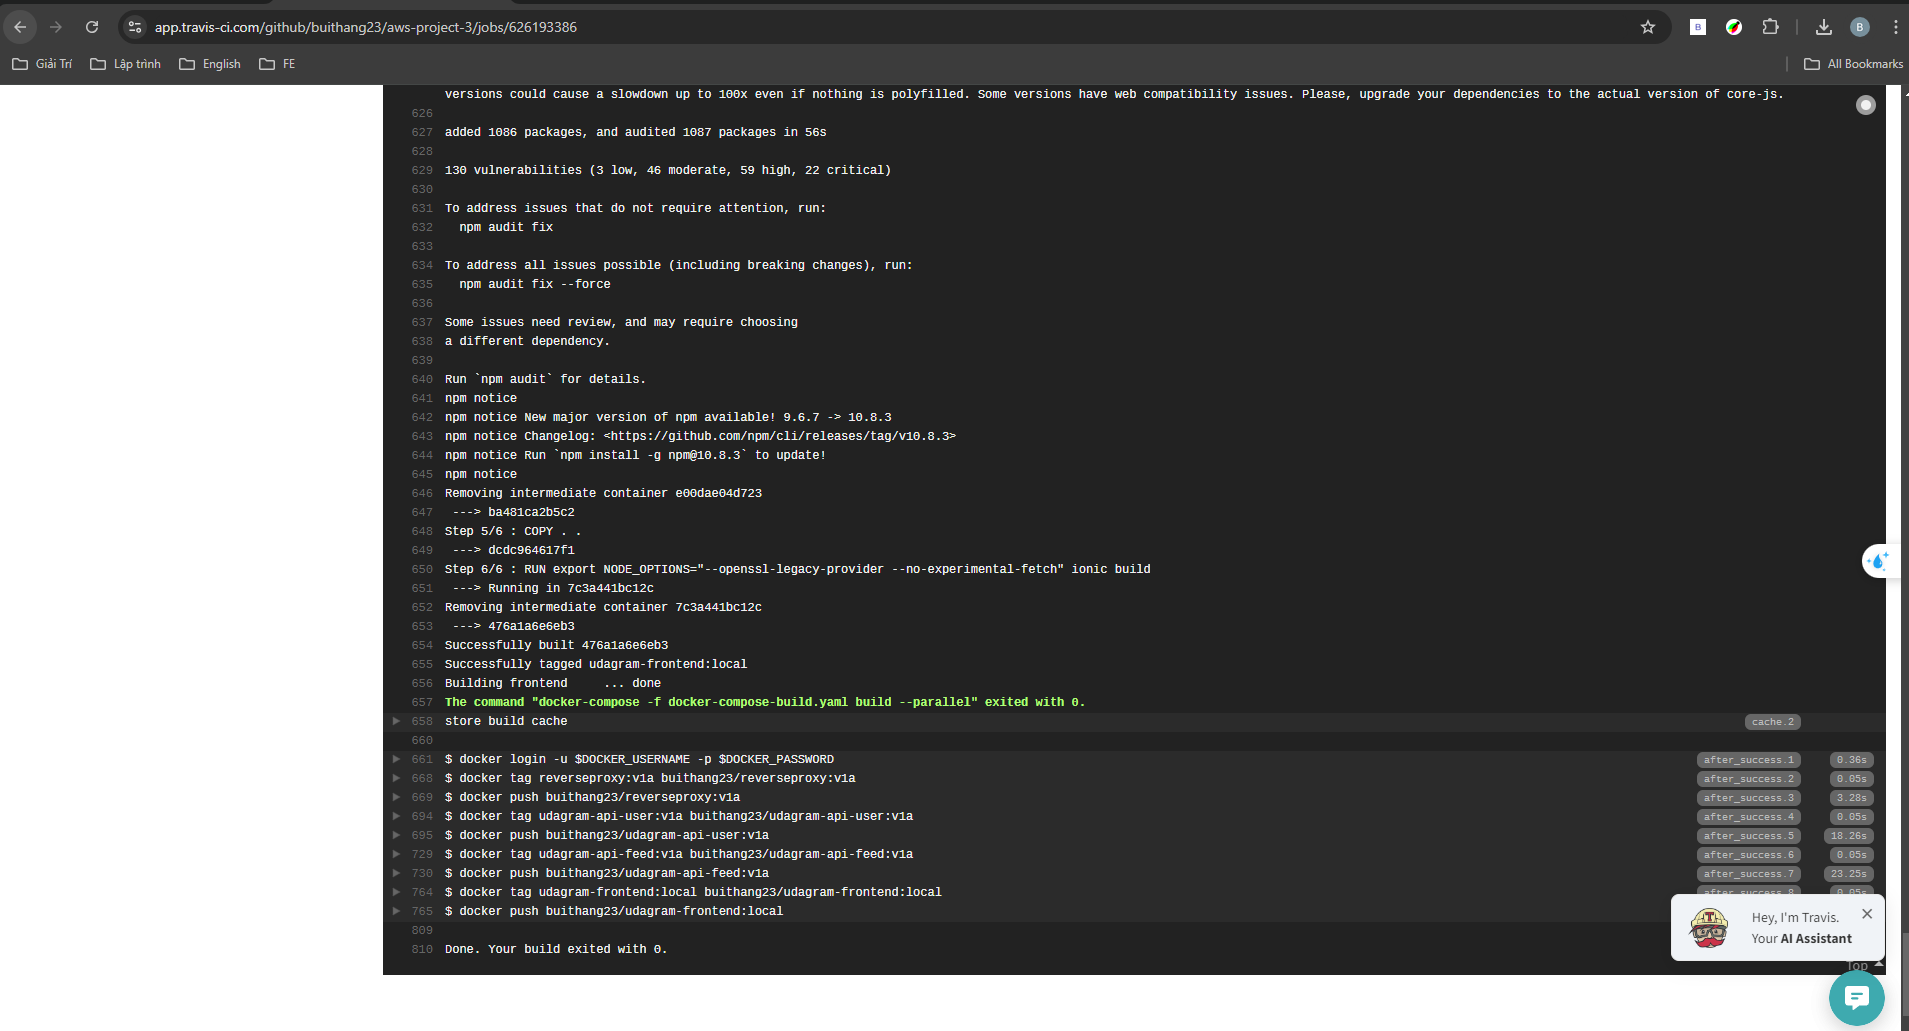 app.travis-ci.com/github/buithang23/aws-project-3/jobs/626193386
B
B
Giải Trí
Lập trình
English
FE
All Bookmarks
versions could cause a slowdown up to 100x even if nothing is polyfilled. Some versions have web compatibility issues. Please, upgrade your dependencies to the actual version of core-js.
626
627 added 1086 packages, and audited 1087 packages in 56s
628
629 130 vulnerabilities (3 low, 46 moderate, 59 high, 22 critical)
630
631 To address issues that do not require attention, run:
632   npm audit fix
633
634 To address all issues possible (including breaking changes), run:
635   npm audit fix --force
636
637 Some issues need review, and may require choosing
638 a different dependency.
639
640 Run `npm audit` for details.
641 npm notice
642 npm notice New major version of npm available! 9.6.7 -> 10.8.3
643 npm notice Changelog: <https://github.com/npm/cli/releases/tag/v10.8.3>
644 npm notice Run `npm install -g npm@10.8.3` to update!
645 npm notice
646 Removing intermediate container e00dae04d723
647  ---> ba481ca2b5c2
648 Step 5/6 : COPY . .
649  ---> dcdc964617f1
650 Step 6/6 : RUN export NODE_OPTIONS="--openssl-legacy-provider --no-experimental-fetch" ionic build
651  ---> Running in 7c3a441bc12c
652 Removing intermediate container 7c3a441bc12c
653  ---> 476a1a6e6eb3
654 Successfully built 476a1a6e6eb3
655 Successfully tagged udagram-frontend:local
656 Building frontend     ... done
657 The command "docker-compose -f docker-compose-build.yaml build --parallel" exited with 0.
658 store build cache cache.2
660
661 $ docker login -u $DOCKER_USERNAME -p $DOCKER_PASSWORD after_success.1 0.36s
668 $ docker tag reverseproxy:v1a buithang23/reverseproxy:v1a after_success.2 0.05s
669 $ docker push buithang23/reverseproxy:v1a after_success.3 3.28s
694 $ docker tag udagram-api-user:v1a buithang23/udagram-api-user:v1a after_success.4 0.05s
695 $ docker push buithang23/udagram-api-user:v1a after_success.5 18.26s
729 $ docker tag udagram-api-feed:v1a buithang23/udagram-api-feed:v1a after_success.6 0.05s
730 $ docker push buithang23/udagram-api-feed:v1a after_success.7 23.25s
764 $ docker tag udagram-frontend:local buithang23/udagram-frontend:local after_success.8 0.05s
765 $ docker push buithang23/udagram-frontend:local
809
810 Done. Your build exited with 0.
T
Hey, I'm Travis.
Your AI Assistant
Top